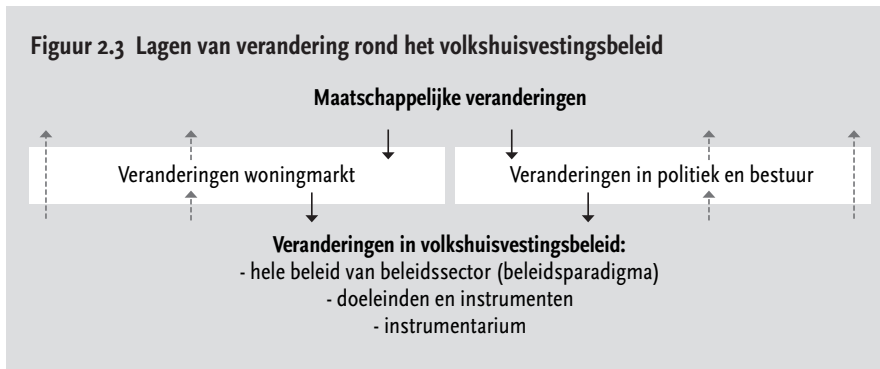 Figuur 2.3 Lagen van verandering rond het volkshuisvestingsbeleid
Maatschappelijke veranderingen
Veranderingen woningmarkt
Veranderingen in politiek en bestuur
Veranderingen in volkshuisvestingsbeleid:
- hele beleid van beleidssector (beleidsparadigma)
- doeleinden en instrumenten
- instrumentarium